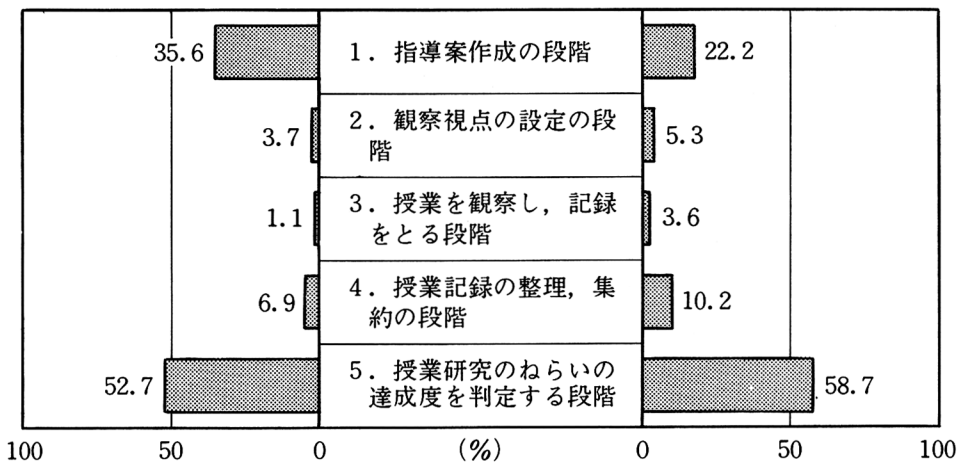 35.6
1. 指導案作成の段階
22.2
3.7
2. 観察視点の設定の段
階
5.3
1.1
3. 授業を観察し，記録
をとる段階
3.6
6.9
4. 授業記録の整理，集
約の段階
10.2
52.7
5. 授業研究のねらいの
達成度を判定する段階
58.7
100 50 0 (%) 0 50 100